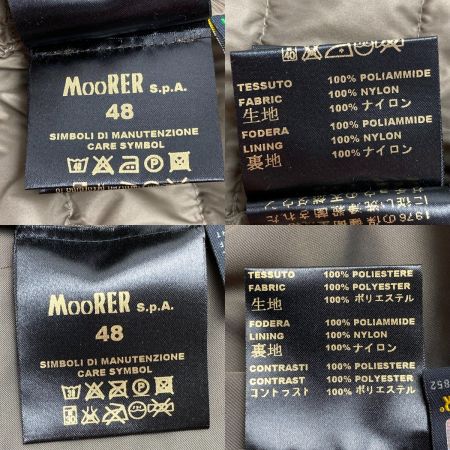 MOORER S.p.A.
48
SIMBOLI DI MANUTENZIONE
CARE SYMBOL
40
TESSUTO 100% POLIAMMIDE
FABRIC 100% NYLON
生地 100% ナイロン
FODERA 100% POLIAMMIDE
LINING 100% NYLON
裏地 100% ナイロン
MOORER S.p.A.
48
SIMBOLI DI MANUTENZIONE
CARE SYMBOL
TESSUTO 100% POLIESTERE
FABRIC 100% POLYESTER
生地 100% ポリエステル
FODERA 100% POLIAMMIDE
LINING 100% NYLON
裏地 100% ナイロン
CONTRASTI 100% POLIESTERE
CONTRAST 100% POLYESTER
コントラスト 100% ポリエステル
852